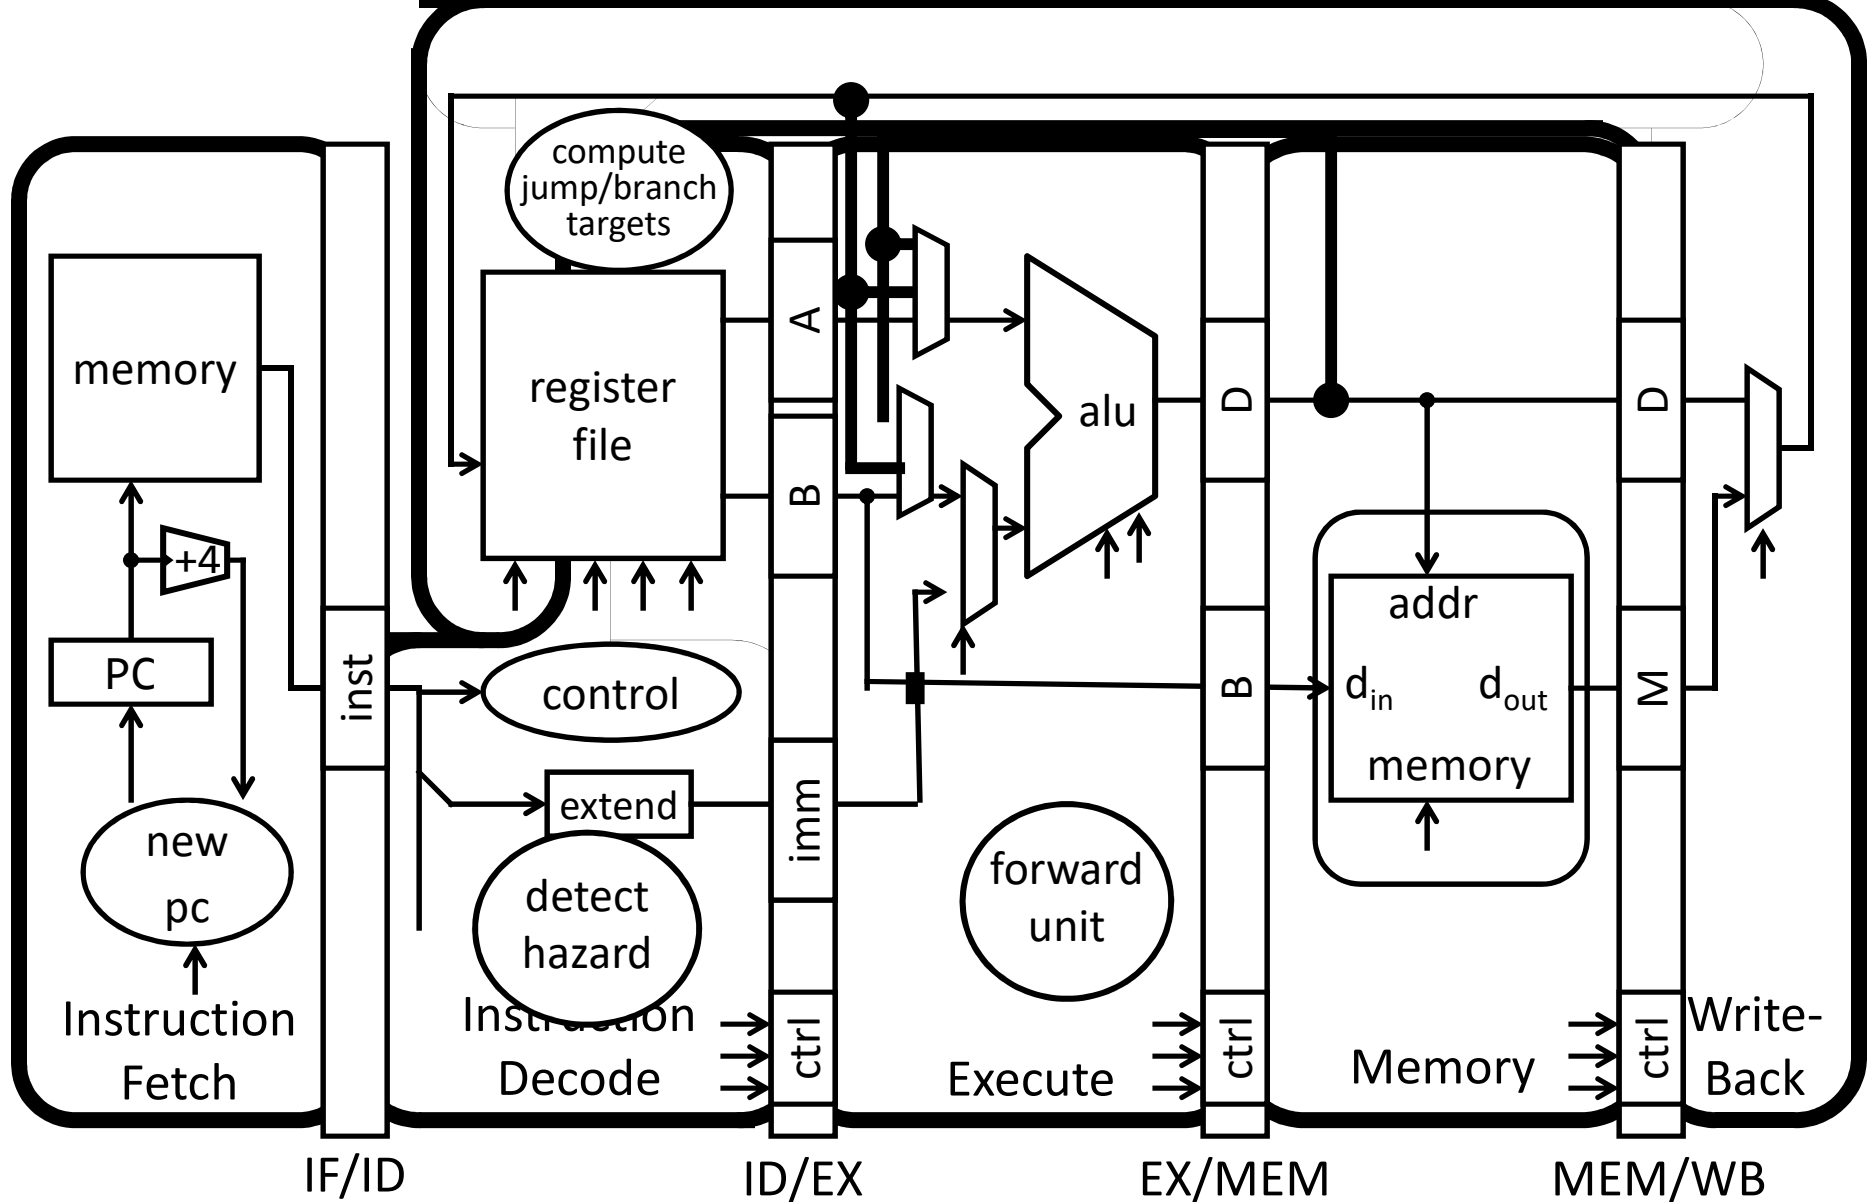 compute
jump/branch
targets
memory
register
file
A
alu
D
D
B
+4
addr
PC
inst
control
B
d_in
d_out
M
memory
extend
imm
new
pc
detect
hazard
forward
unit
Instruction
Fetch
Instruction
Decode
ctrl
Execute
ctrl
Memory
ctrl
Write-
Back
IF/ID
ID/EX
EX/MEM
MEM/WB